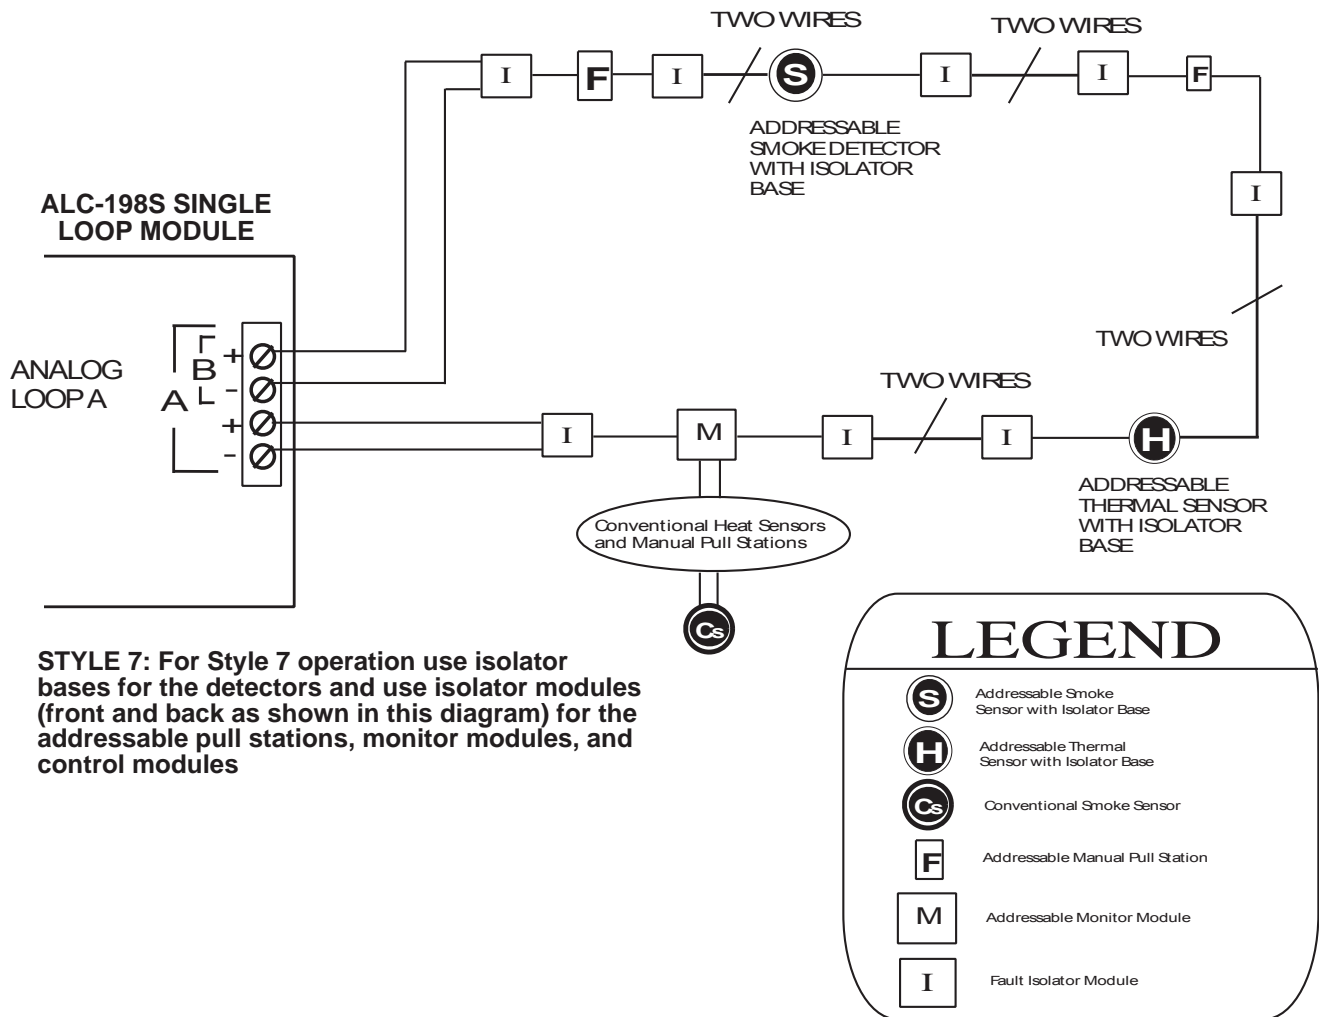 TWO WIRES
TWO WIRES
I
F
I
S
I
I
F
ADDRESSABLE
SMOKE DETECTOR
WITH ISOLATOR
BASE
I
ALC-198S SINGLE
LOOP MODULE
TWO WIRES
ANALOG
LOOP A
A
B
+
-
+
-
TWO WIRES
I
M
I
I
H
ADDRESSABLE
THERMAL SENSOR
WITH ISOLATOR
BASE
Conventional Heat Sensors
and Manual Pull Stations
Cs
STYLE 7: For Style 7 operation use isolator
bases for the detectors and use isolator modules
(front and back as shown in this diagram) for the
addressable pull stations, monitor modules, and
control modules
LEGEND
S
Addressable Smoke
Sensor with Isolator Base
H
Addressable Thermal
Sensor with Isolator Base
Cs
Conventional Smoke Sensor
F
Addressable Manual Pull Station
M
Addressable Monitor Module
I
Fault Isolator Module